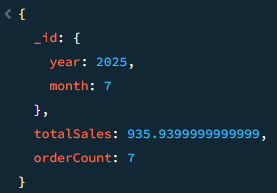 {
_id: {
year: 2025,
month: 7
},
totalSales: 935.9399999999999,
orderCount: 7
}